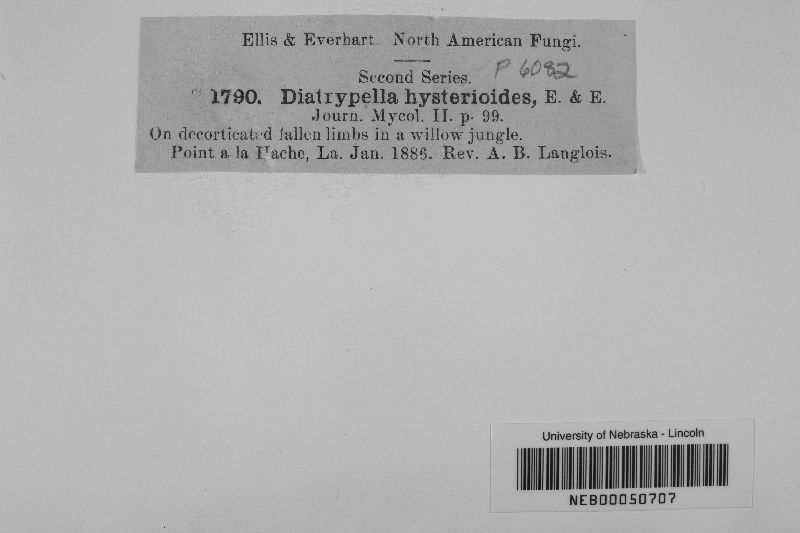 Ellis & Everhart. North American Fungi.
Second Series. P 6082
1790. Diatrypella hysterioides, E. & E.
Journ. Mycol. II. p. 99.
On decorticated fallen limbs in a willow jungle.
Point a la Hache, La. Jan. 1886. Rev. A. B. Langlois.
University of Nebraska - Lincoln
NEB00050707